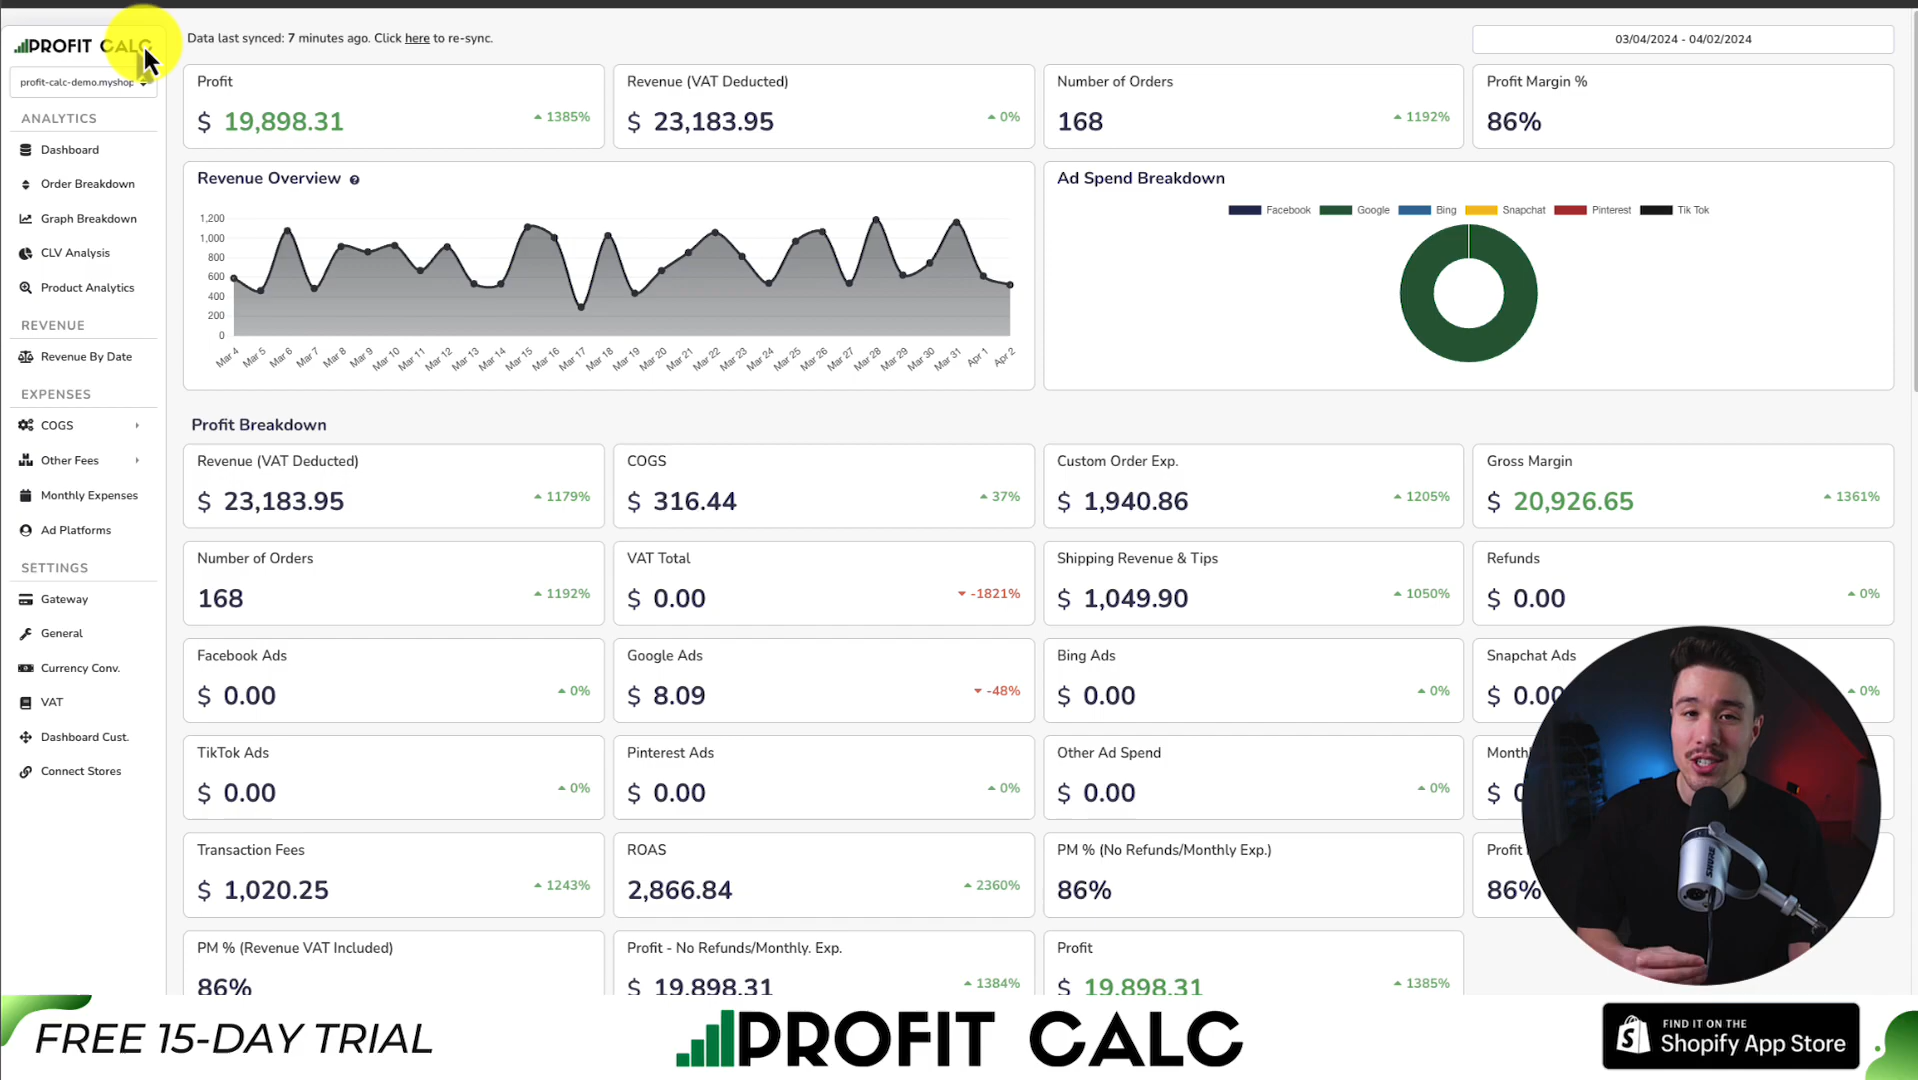 PROFIT CALC
profit-calc-demo.myshop
ANALYTICS
Dashboard
Order Breakdown
Graph Breakdown
CLV Analysis
Product Analytics
REVENUE
Revenue By Date
EXPENSES
COGS
Other Fees
Monthly Expenses
Ad Platforms
SETTINGS
Gateway
General
Currency Conv.
VAT
Dashboard Cust.
Connect Stores
Data last synced: 7 minutes ago. Click here to re-sync.
03/04/2024 - 04/02/2024
Profit
$ 19,898.31
1385%
Revenue (VAT Deducted)
$ 23,183.95
0%
Number of Orders
168
1192%
Profit Margin %
86%
Revenue Overview
1,200
1,000
800
600
400
200
0
Mar 4 Mar 5 Mar 6 Mar 7 Mar 8 Mar 9 Mar 10 Mar 11 Mar 12 Mar 13 Mar 14 Mar 15 Mar 16 Mar 17 Mar 18 Mar 19 Mar 20 Mar 21 Mar 22 Mar 23 Mar 24 Mar 25 Mar 26 Mar 27 Mar 28 Mar 29 Mar 30 Mar 31 Apr 1 Apr 2
Ad Spend Breakdown
Facebook Google Bing Snapchat Pinterest Tik Tok
Profit Breakdown
Revenue (VAT Deducted)
$ 23,183.95
1179%
COGS
$ 316.44
37%
Custom Order Exp.
$ 1,940.86
1205%
Gross Margin
$ 20,926.65
1361%
Number of Orders
168
1192%
VAT Total
$ 0.00
-1821%
Shipping Revenue & Tips
$ 1,049.90
1050%
Refunds
$ 0.00
0%
Facebook Ads
$ 0.00
0%
Google Ads
$ 8.09
-48%
Bing Ads
$ 0.00
0%
Snapchat Ads
$ 0.00
0%
TikTok Ads
$ 0.00
0%
Pinterest Ads
$ 0.00
0%
Other Ad Spend
$ 0.00
0%
Month
$
Transaction Fees
$ 1,020.25
1243%
ROAS
2,866.84
2360%
PM % (No Refunds/Monthly Exp.)
86%
Profit
86%
PM % (Revenue VAT Included)
86%
Profit - No Refunds/Monthly. Exp.
$ 19,898.31
1384%
Profit
$ 19,898.31
1385%
SHURE
FREE 15-DAY TRIAL
PROFIT CALC
FIND IT ON THE
Shopify App Store